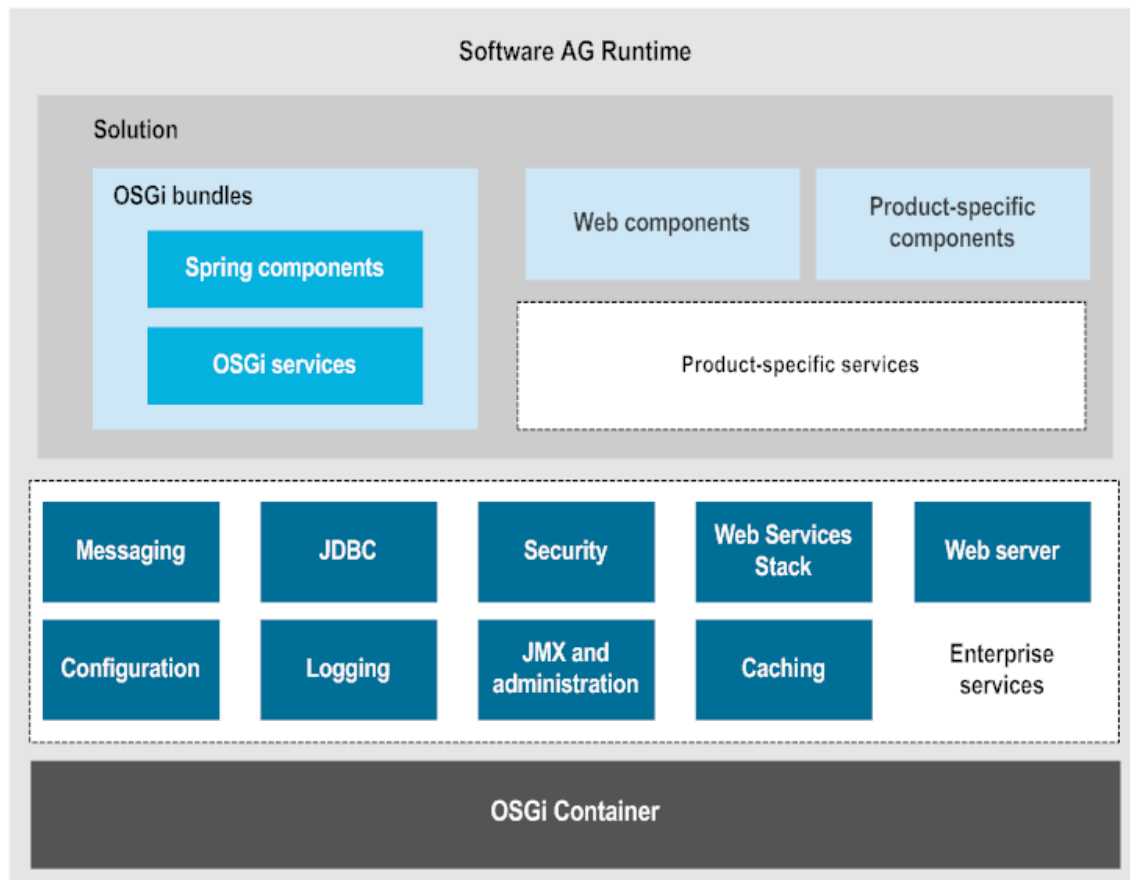 Software AG Runtime
Solution
OSGi bundles
Spring components
OSGi services
Web components
Product-specific
components
Product-specific services
Messaging
JDBC
Security
Web Services
Stack
Web server
Configuration
Logging
JMX and
administration
Caching
Enterprise
services
OSGi Container